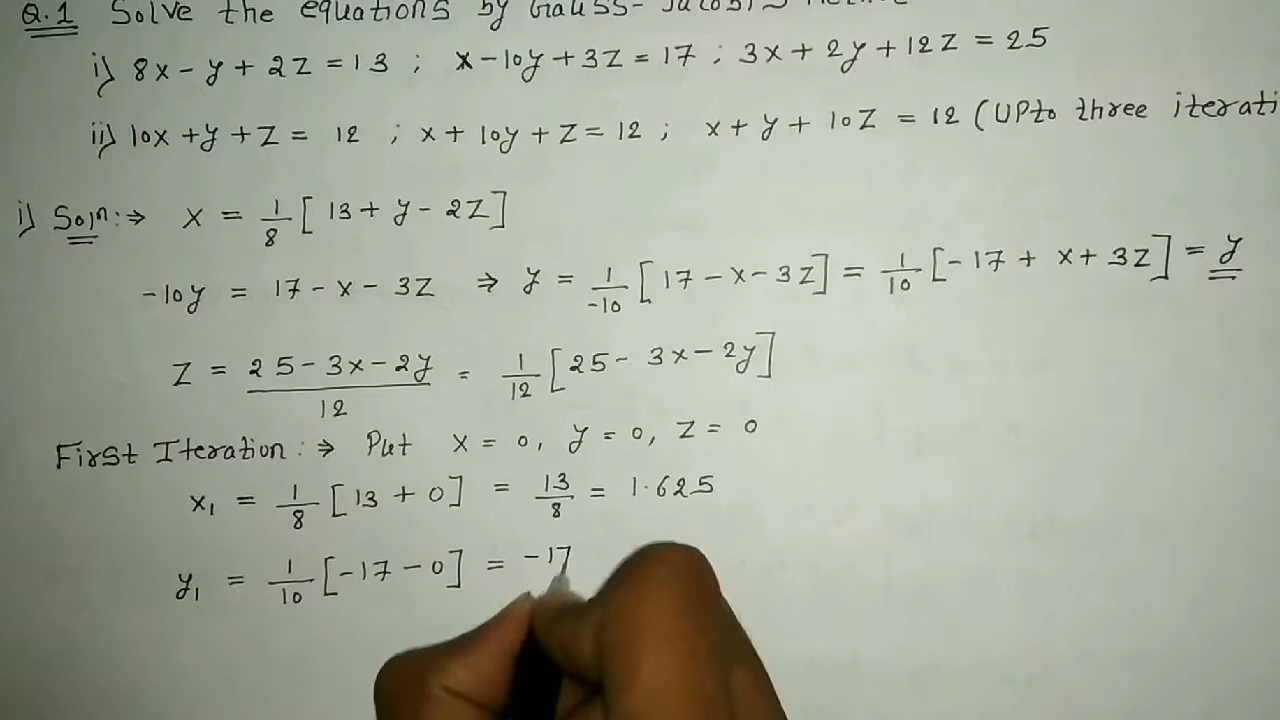 Q.1 Solve the equations by Gauss-Jacobi's
i) 8x - y + 2z = 13 ; x - 10y + 3z = 17 ; 3x + 2y + 12z = 25
ii) 10x + y + z = 12 ; x + 10y + z = 12 ; x + y + 10z = 12 (UPto three iterati
i) Soln :⇒ x = 1/8 [13 + y - 2z]
-10y = 17 - x - 3z ⇒ y = 1/-10 [17 - x - 3z] = 1/10 [-17 + x + 3z] = y
z = 25 - 3x - 2y / 12 = 1/12 [25 - 3x - 2y]
First Iteration :⇒ Put x = 0, y = 0, z = 0
x₁ = 1/8 [13 + 0] = 13/8 = 1.625
y₁ = 1/10 [-17 - 0] = -17